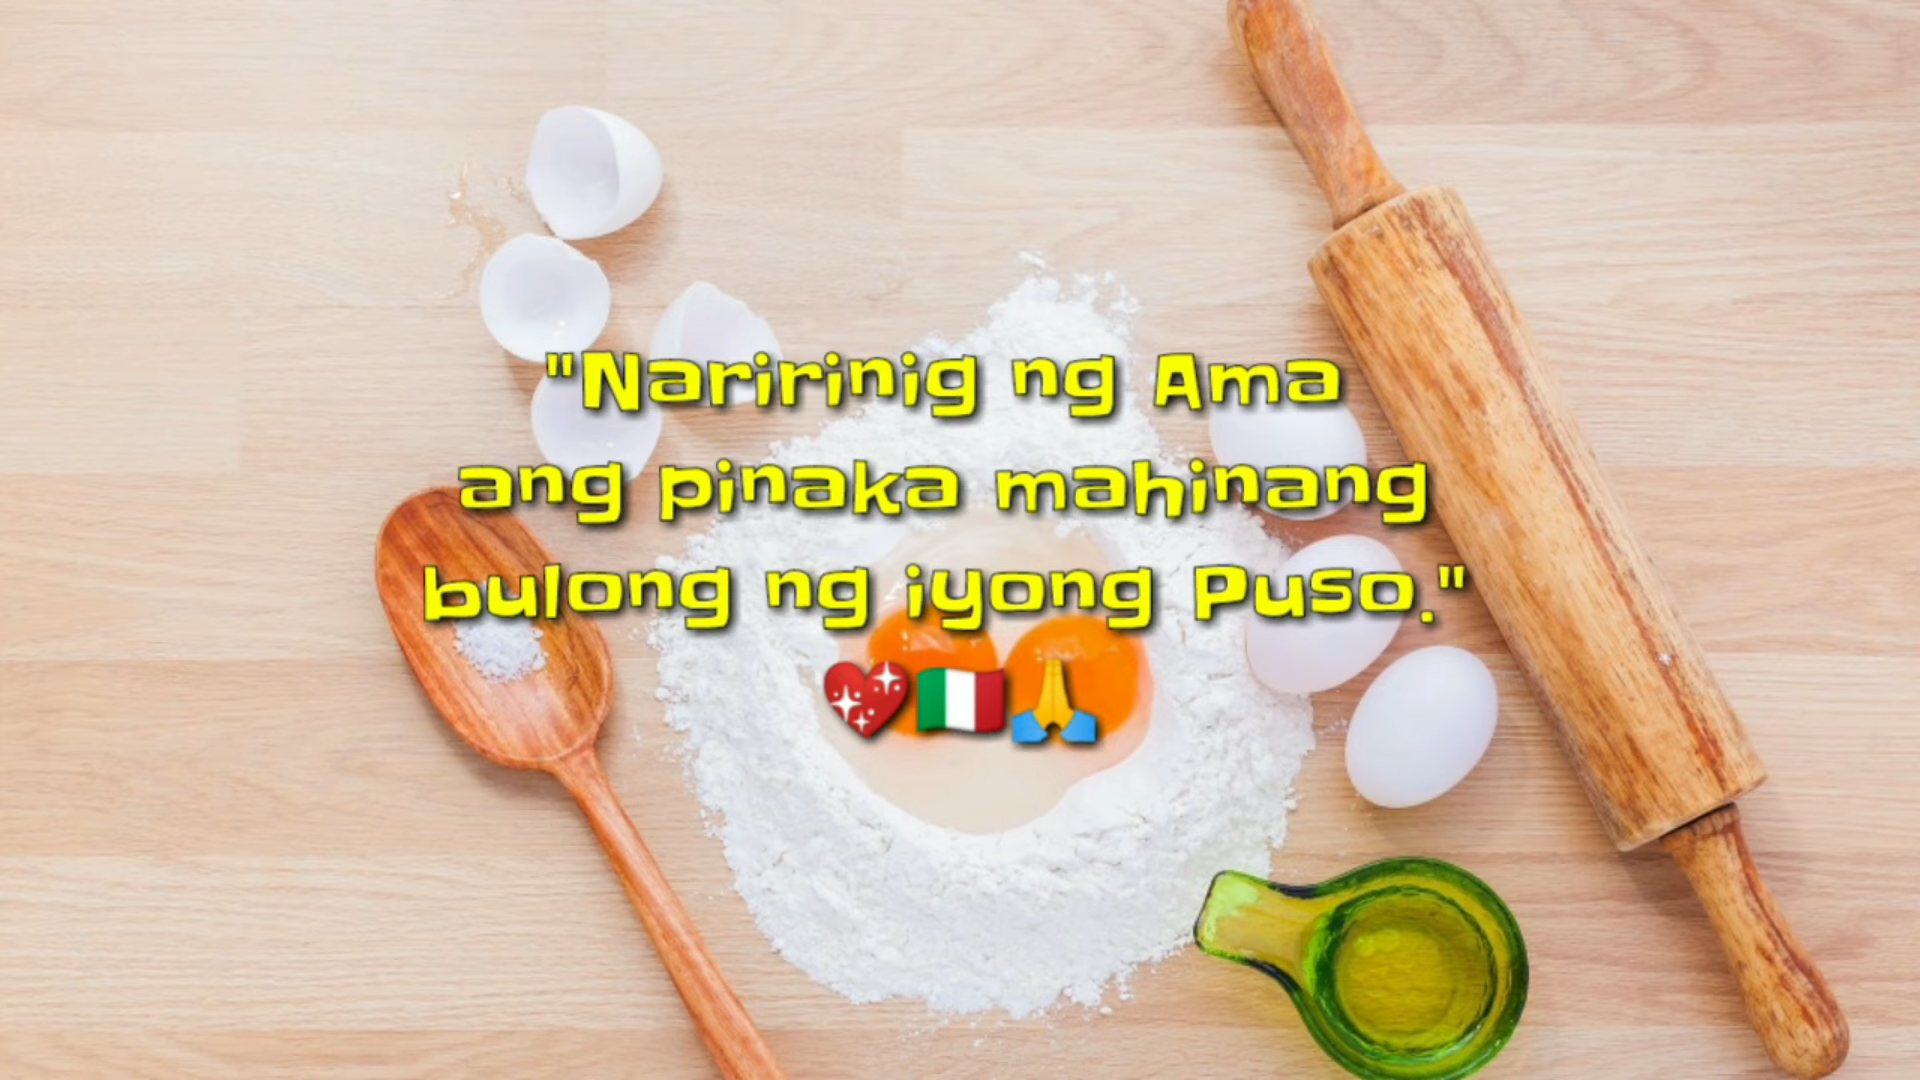 "Naririnig ng Ama
ang pinaka mahinang
bulong ng iyong Puso."
💖🇮🇹🙏